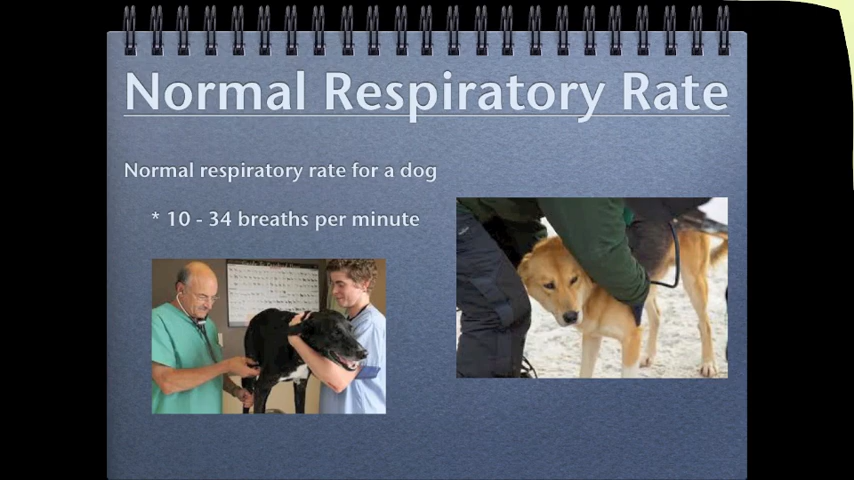 Normal Respiratory Rate
Normal respiratory rate for a dog
* 10 - 34 breaths per minute